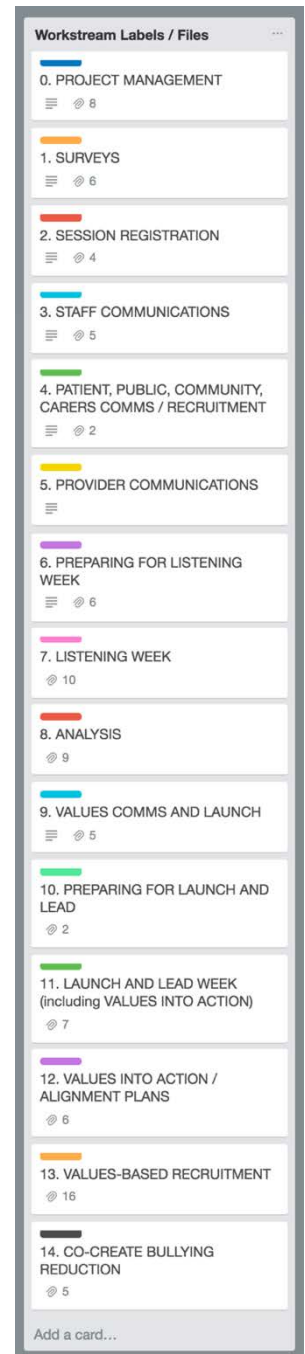 Workstream Labels / Files
0. PROJECT MANAGEMENT
8
1. SURVEYS
6
2. SESSION REGISTRATION
4
3. STAFF COMMUNICATIONS
5
4. PATIENT, PUBLIC, COMMUNITY,
CARERS COMMS / RECRUITMENT
2
5. PROVIDER COMMUNICATIONS
6. PREPARING FOR LISTENING
WEEK
6
7. LISTENING WEEK
10
8. ANALYSIS
9
9. VALUES COMMS AND LAUNCH
5
10. PREPARING FOR LAUNCH AND
LEAD
2
11. LAUNCH AND LEAD WEEK
(including VALUES INTO ACTION)
7
12. VALUES INTO ACTION /
ALIGNMENT PLANS
6
13. VALUES-BASED RECRUITMENT
16
14. CO-CREATE BULLYING
REDUCTION
5
Add a card...